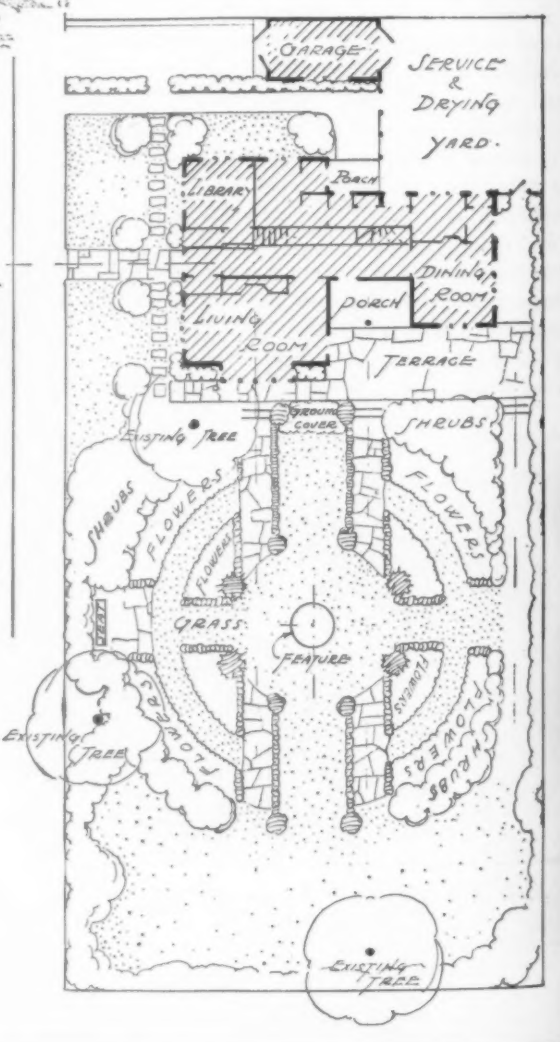 GARAGE
SERVICE
&
DRYING
YARD.
LIBRARY
PORCH
DINING
ROOM
PORCH
LIVING
ROOM
TERRACE
GROUND
COVER
EXISTING TREE
SHRUBS
SHRUBS
FLOWERS
FLOWERS
FLOWERS
SEAT
GRASS
FEATURE
FLOWERS
FLOWERS
FLOWERS
SHRUBS
EXISTING
TREE
EXISTING
TREE